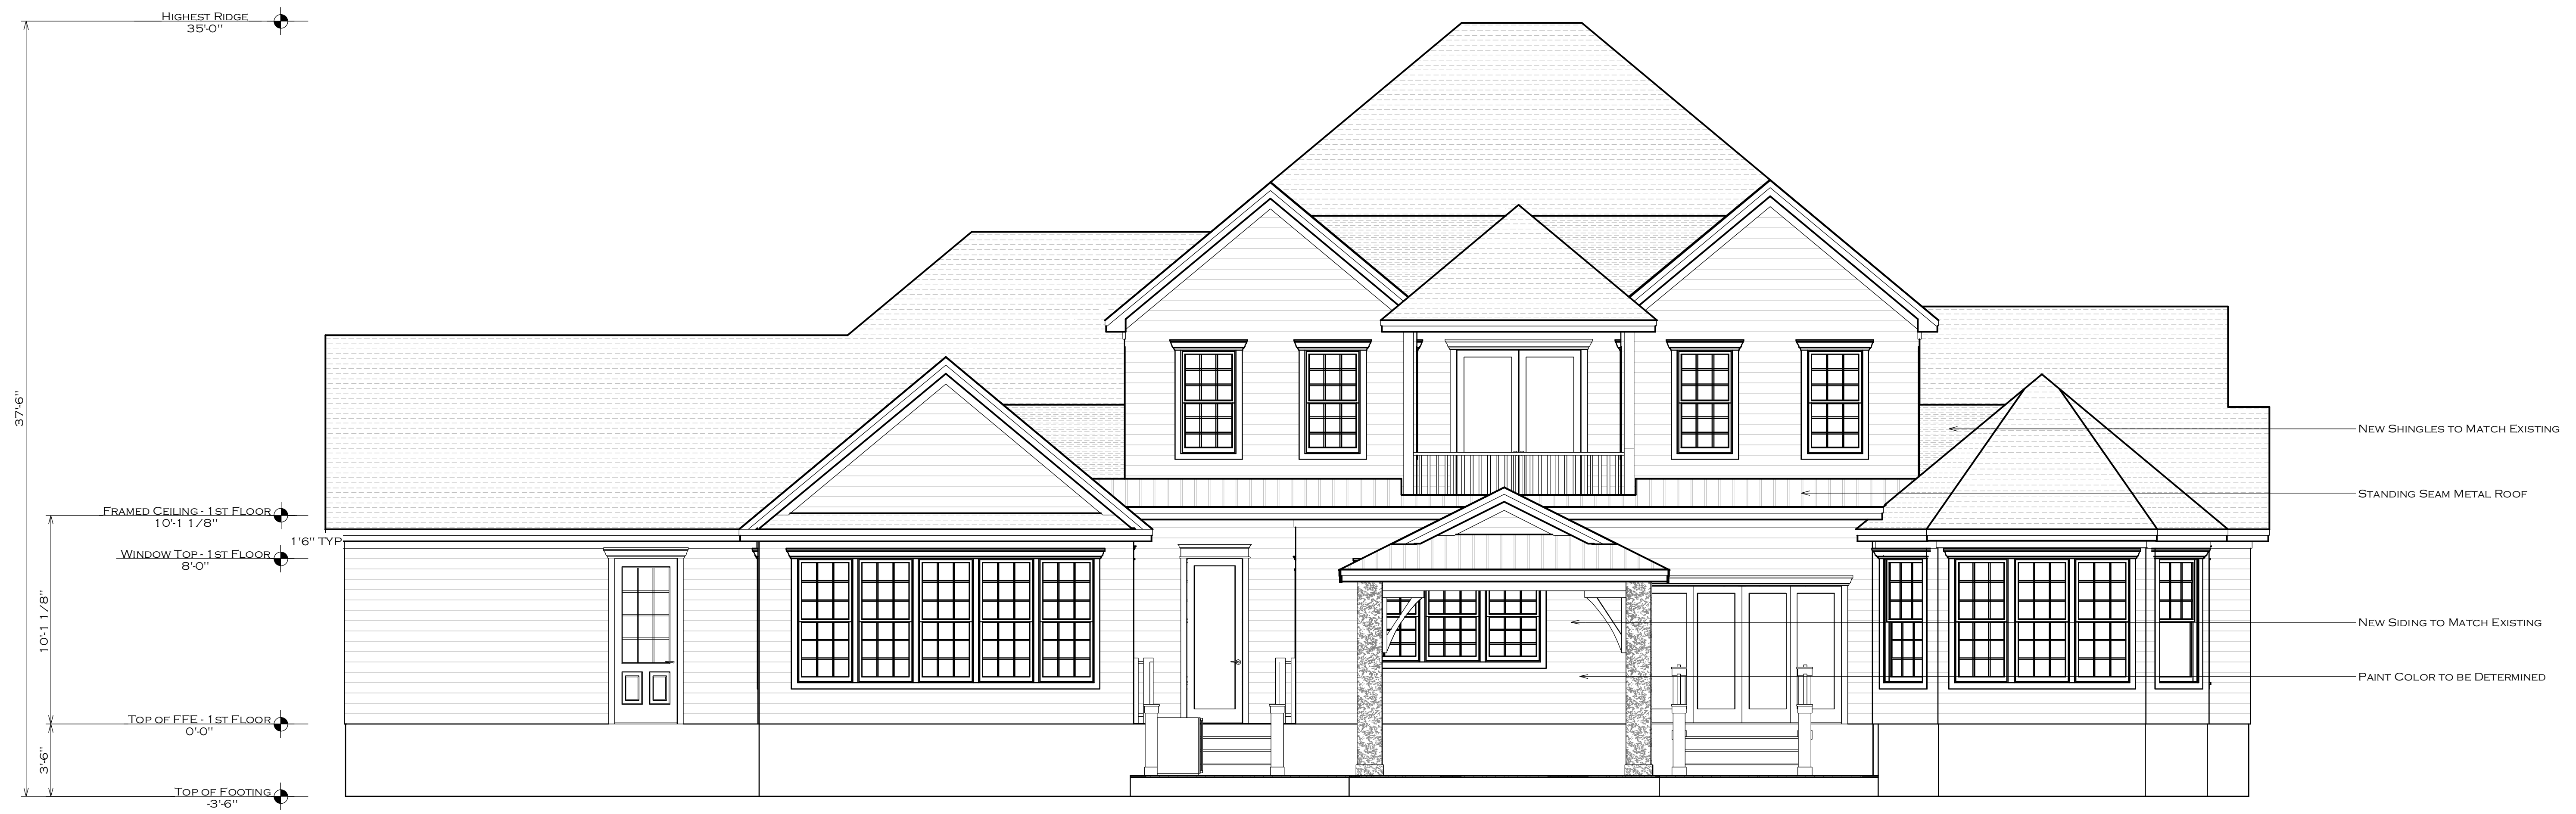 HIGHEST RIDGE
35'-0"
37'-6"
FRAMED CEILING - 1ST FLOOR
10'-1 1/8"
1'6" TYP
WINDOW TOP - 1ST FLOOR
8'-0"
10'-1 1/8"
TOP OF FFE - 1ST FLOOR
0'-0"
3'-6"
TOP OF FOOTING
-3'-6"
NEW SHINGLES TO MATCH EXISTING
STANDING SEAM METAL ROOF
NEW SIDING TO MATCH EXISTING
PAINT COLOR TO BE DETERMINED